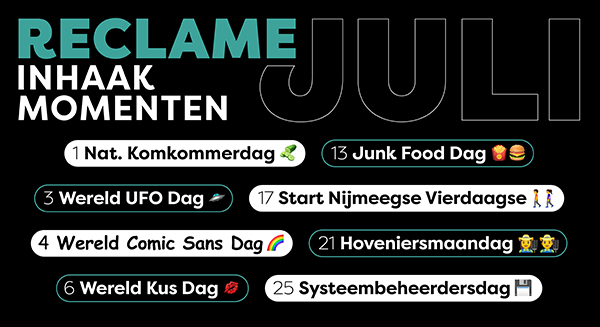 RECLAME
INHAAK
MOMENTEN
JULI
1 Nat. Komkommerdag 🥒
13 Junk Food Dag 🍟🍔
3 Wereld UFO Dag 🛸
17 Start Nijmeegse Vierdaagse 🚶🚶‍♀️
4 Wereld Comic Sans Dag 🌈
21 Hoveniersmaandag 👩‍🌾👩‍🌾
6 Wereld Kus Dag 💋
25 Systeembeheerdersdag 💾